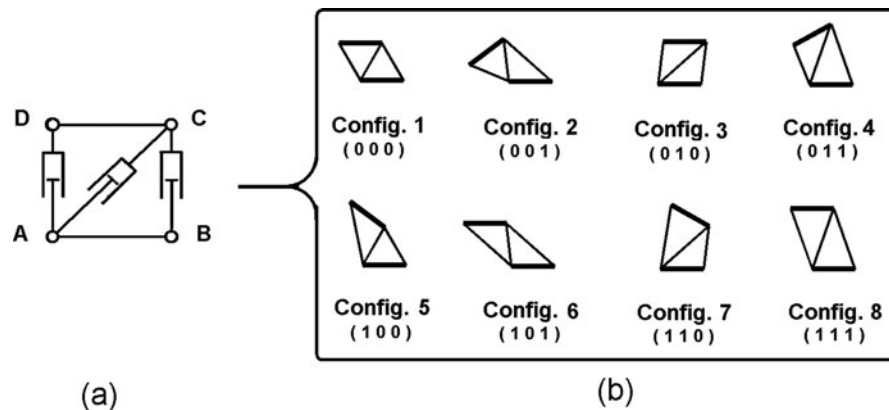 D C
A B
(a)
Config. 1 Config. 2 Config. 3 Config. 4
(000) (001) (010) (011)
Config. 5 Config. 6 Config. 7 Config. 8
(100) (101) (110) (111)
(b)